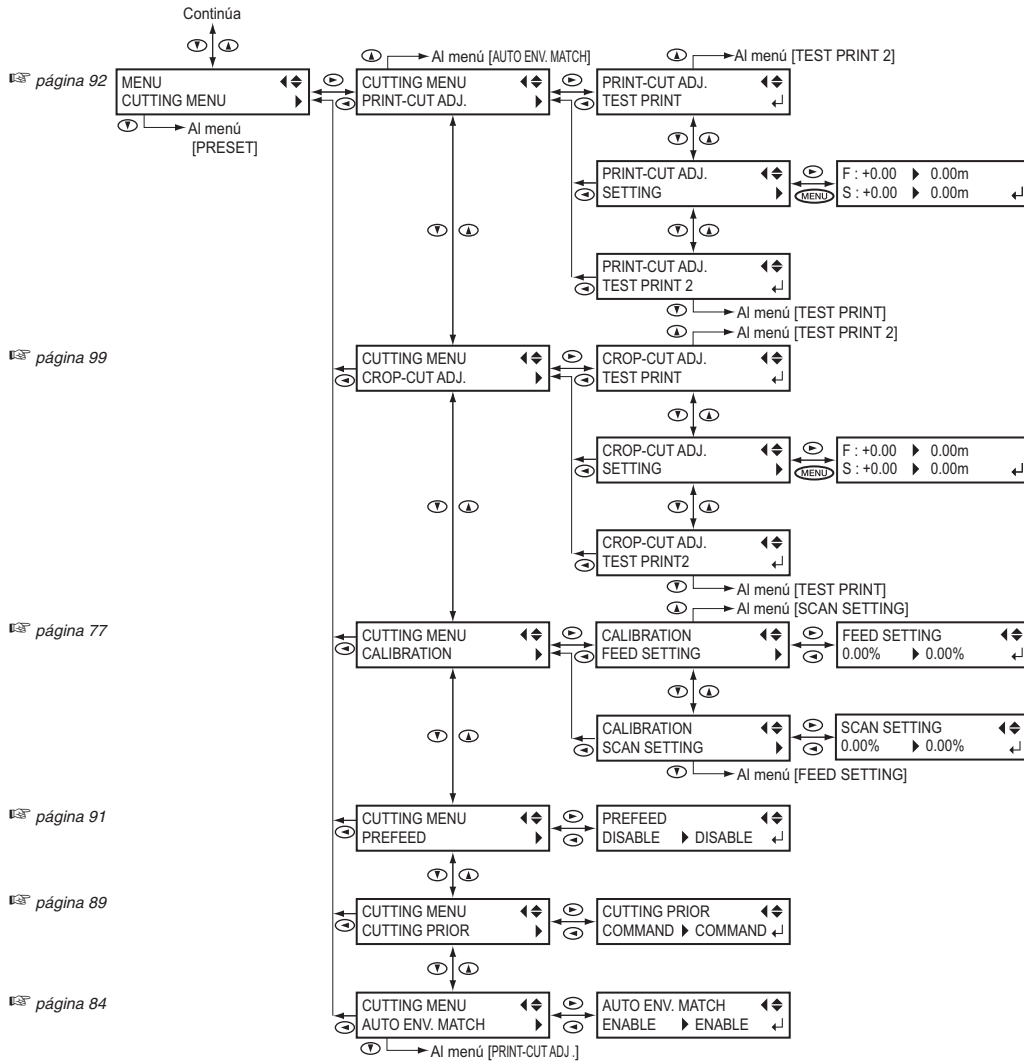 Continúa
Al menú [AUTO ENV. MATCH]
Al menú [TEST PRINT 2]
página 92
MENU
CUTTING MENU
Al menú
[PRESET]
CUTTING MENU
PRINT-CUT ADJ.
PRINT-CUT ADJ.
TEST PRINT
PRINT-CUT ADJ.
SETTING
MENU
F : +0.00 0.00m
S : +0.00 0.00m
PRINT-CUT ADJ.
TEST PRINT 2
Al menú [TEST PRINT]
Al menú [TEST PRINT 2]
página 99
CUTTING MENU
CROP-CUT ADJ.
CROP-CUT ADJ.
TEST PRINT
CROP-CUT ADJ.
SETTING
MENU
F : +0.00 0.00m
S : +0.00 0.00m
CROP-CUT ADJ.
TEST PRINT2
Al menú [TEST PRINT]
Al menú [SCAN SETTING]
página 77
CUTTING MENU
CALIBRATION
CALIBRATION
FEED SETTING
FEED SETTING
0.00% 0.00%
CALIBRATION
SCAN SETTING
SCAN SETTING
0.00% 0.00%
Al menú [FEED SETTING]
página 91
CUTTING MENU
PREFEED
PREFEED
DISABLE DISABLE
página 89
CUTTING MENU
CUTTING PRIOR
CUTTING PRIOR
COMMAND COMMAND
página 84
CUTTING MENU
AUTO ENV. MATCH
AUTO ENV. MATCH
ENABLE ENABLE
Al menú [PRINT-CUT ADJ .]